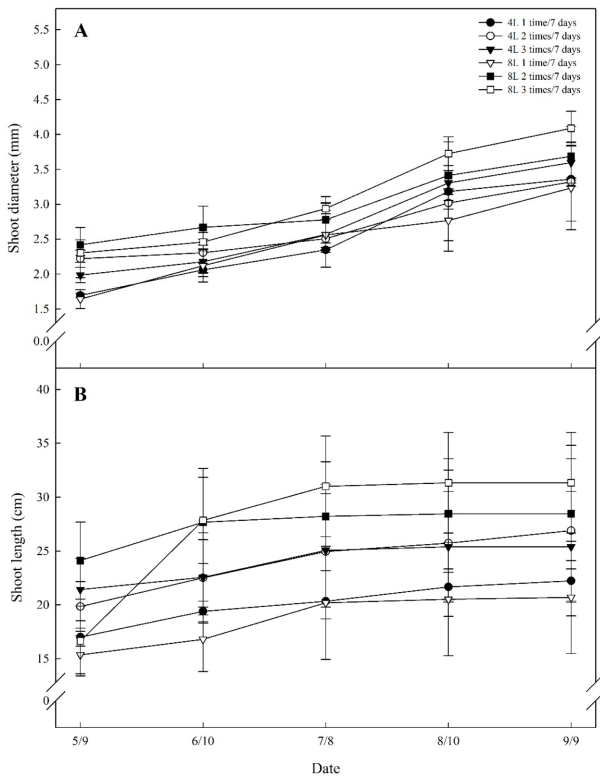 A
4L 1 time/7 days
4L 2 times/7 days
4L 3 times/7 days
8L 1 time/7 days
8L 2 times/7 days
8L 3 times/7 days
Shoot diameter (mm)
5.5
5.0
4.5
4.0
3.5
3.0
2.5
2.0
1.5
0.0
B
Shoot length (cm)
40
35
30
25
20
15
0
5/9 6/10 7/8 8/10 9/9
Date